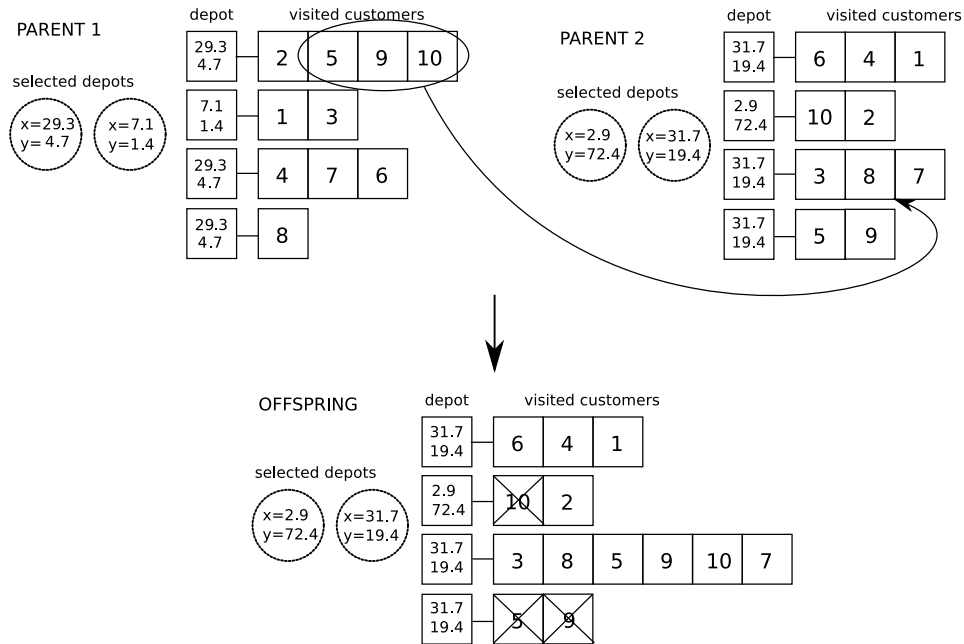 PARENT 1
selected depots
x=29.3
y= 4.7
x=7.1
y=1.4
depot visited customers
29.3
4.7
2 5 9 10
7.1
1.4
1 3
29.3
4.7
4 7 6
29.3
4.7
8
PARENT 2
selected depots
x=2.9
y=72.4
x=31.7
y=19.4
depot visited customers
31.7
19.4
6 4 1
2.9
72.4
10 2
31.7
19.4
3 8 7
31.7
19.4
5 9
OFFSPRING
selected depots
x=2.9
y=72.4
x=31.7
y=19.4
depot visited customers
31.7
19.4
6 4 1
2.9
72.4
10 2
31.7
19.4
3 8 5 9 10 7
31.7
19.4
5 9